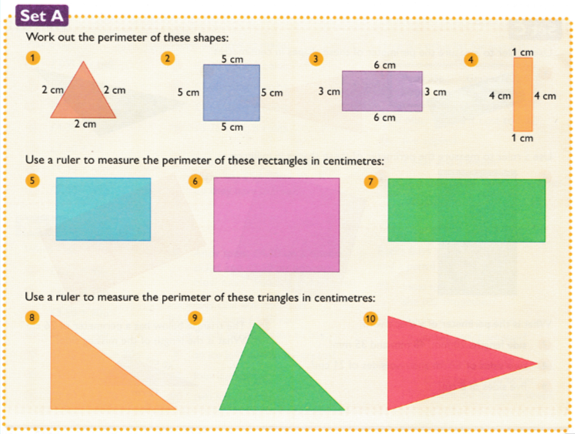 Set A
Work out the perimeter of these shapes:
1
2 cm
2 cm
2 cm
2
5 cm
5 cm
5 cm
5 cm
3
6 cm
3 cm
3 cm
6 cm
4
1 cm
4 cm
4 cm
1 cm
Use a ruler to measure the perimeter of these rectangles in centimetres:
5
6
7
Use a ruler to measure the perimeter of these triangles in centimetres:
8
9
10